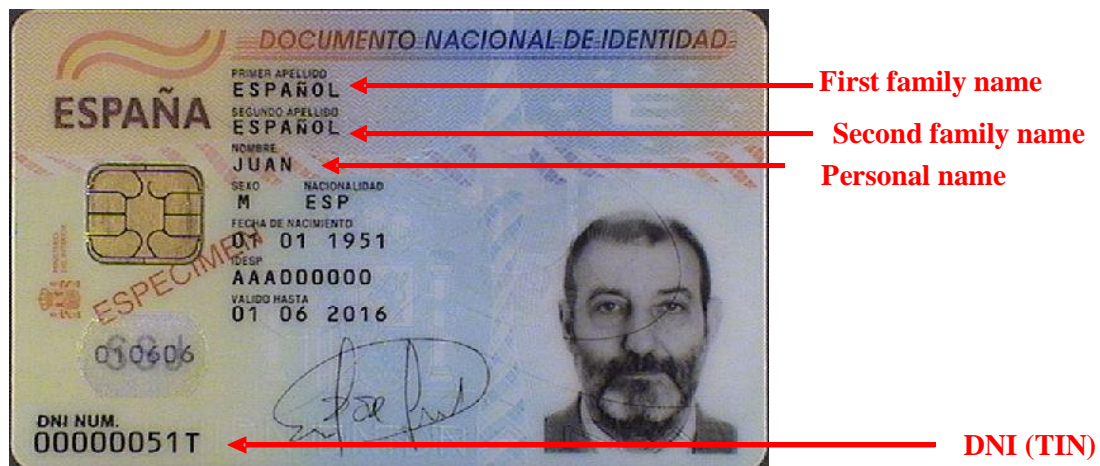 DOCUMENTO NACIONAL DE IDENTIDAD
ESPAÑA
PRIMER APELLIDO
ESPAÑOL
First family name
SEGUNDO APELLIDO
ESPAÑOL
Second family name
NOMBRE
JUAN
Personal name
SEXO NACIONALIDAD
M ESP
FECHA DE NACIMIENTO
01 01 1951
IDESP
AAA000000
ESPECIMEN
VALIDO HASTA
01 06 2016
010606
DNI NUM.
00000051T
DNI (TIN)